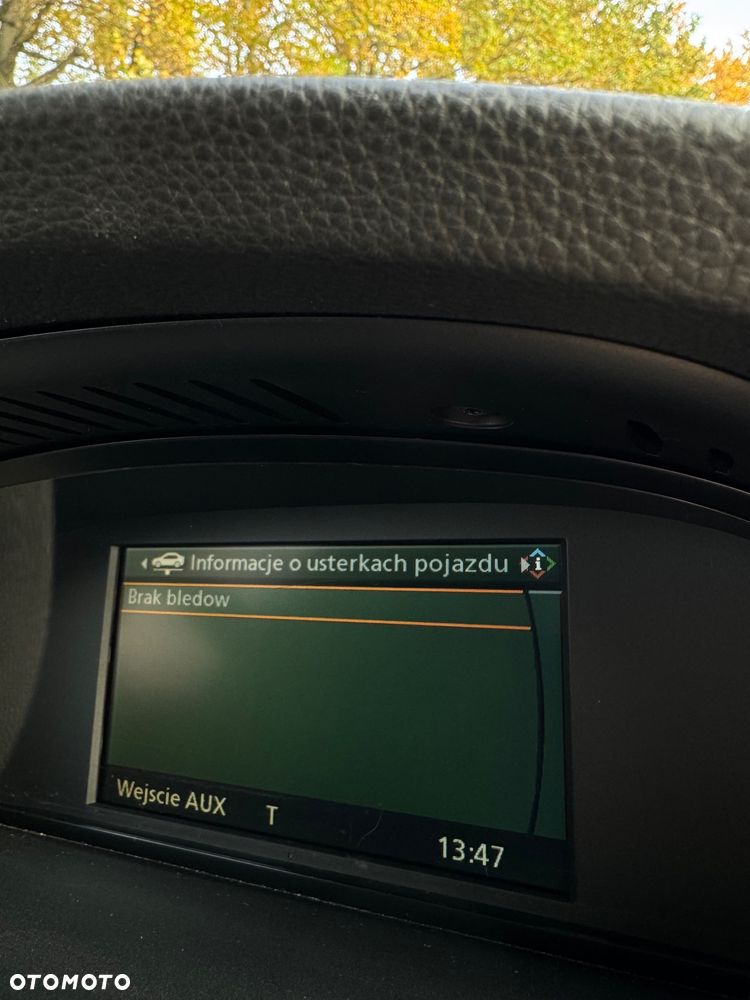 Informacje o usterkach pojazdu
i
Brak bledow
Wejscie AUX T 13:47
OTOMOTO